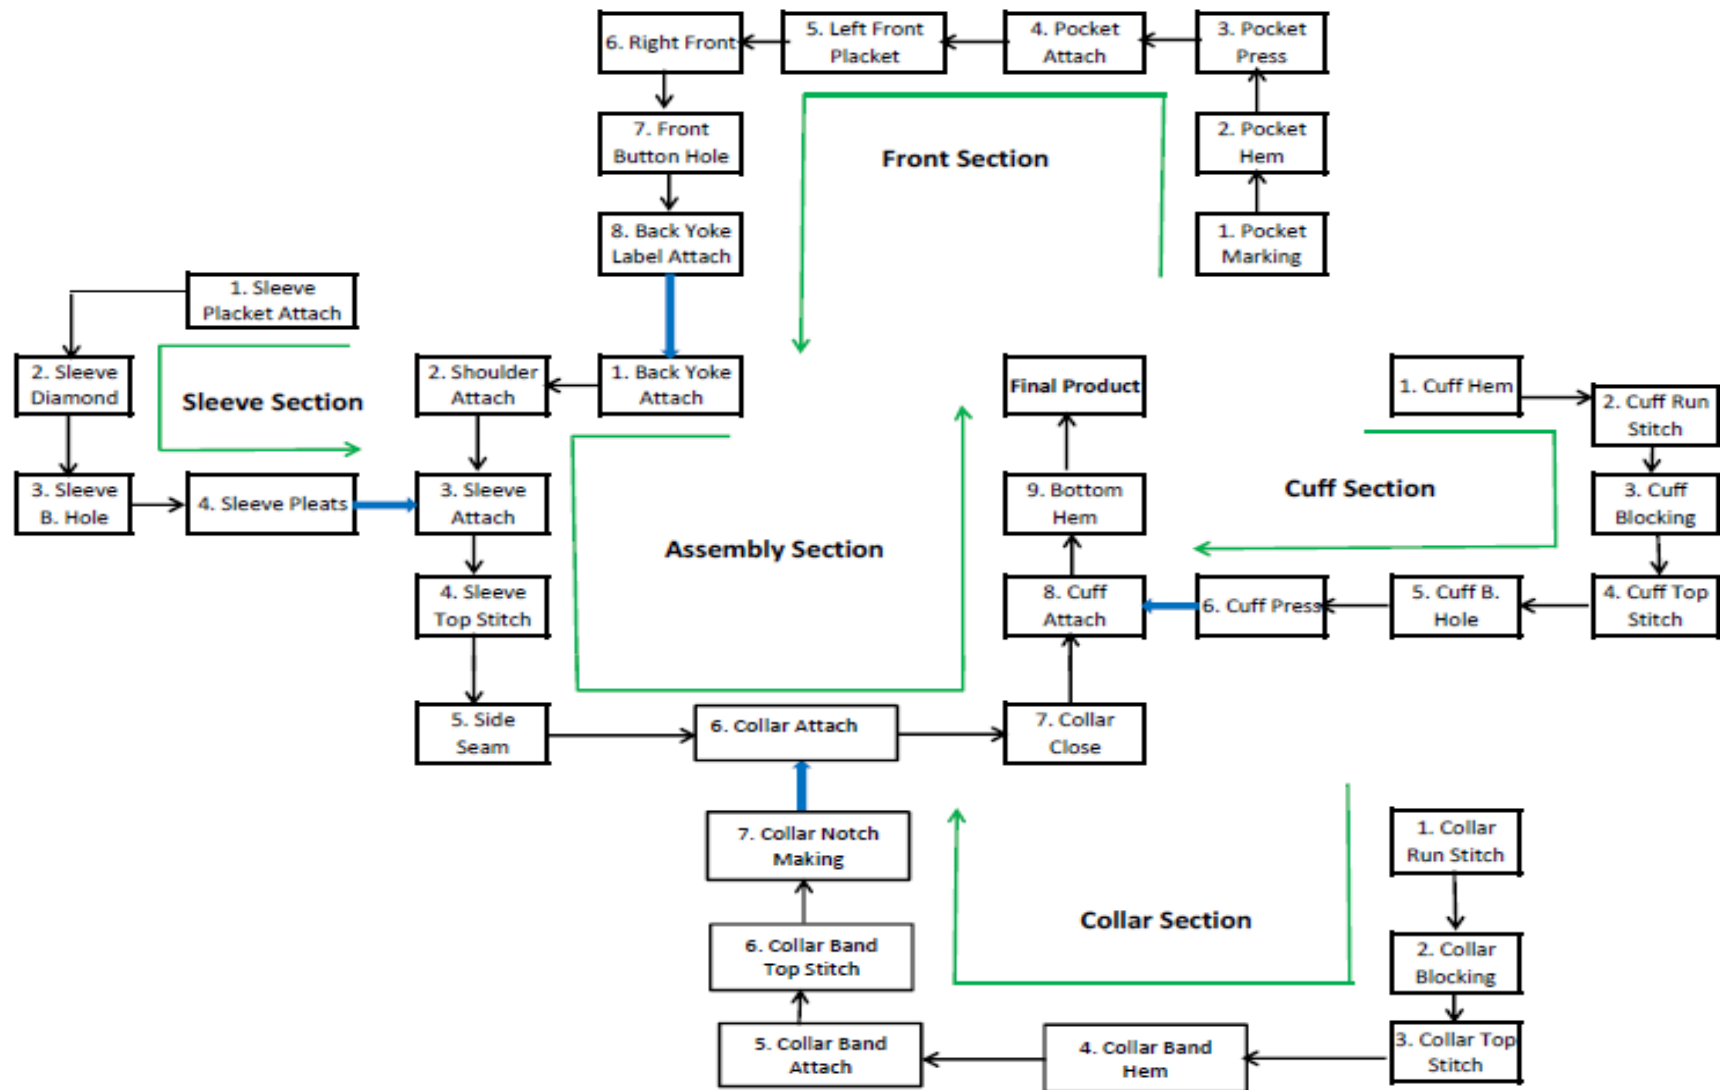 6. Right Front
5. Left Front
Placket
4. Pocket
Attach
3. Pocket
Press
7. Front
Button Hole
Front Section
2. Pocket
Hem
8. Back Yoke
Label Attach
1. Pocket
Marking
1. Sleeve
Placket Attach
2. Sleeve
Diamond
Sleeve Section
2. Shoulder
Attach
1. Back Yoke
Attach
Final Product
1. Cuff Hem
2. Cuff Run
Stitch
3. Sleeve
B. Hole
4. Sleeve Pleats
3. Sleeve
Attach
Assembly Section
9. Bottom
Hem
Cuff Section
3. Cuff
Blocking
4. Sleeve
Top Stitch
8. Cuff
Attach
6. Cuff Press
5. Cuff B.
Hole
4. Cuff Top
Stitch
5. Side
Seam
6. Collar Attach
7. Collar
Close
7. Collar Notch
Making
1. Collar
Run Stitch
6. Collar Band
Top Stitch
Collar Section
2. Collar
Blocking
5. Collar Band
Attach
4. Collar Band
Hem
3. Collar Top
Stitch